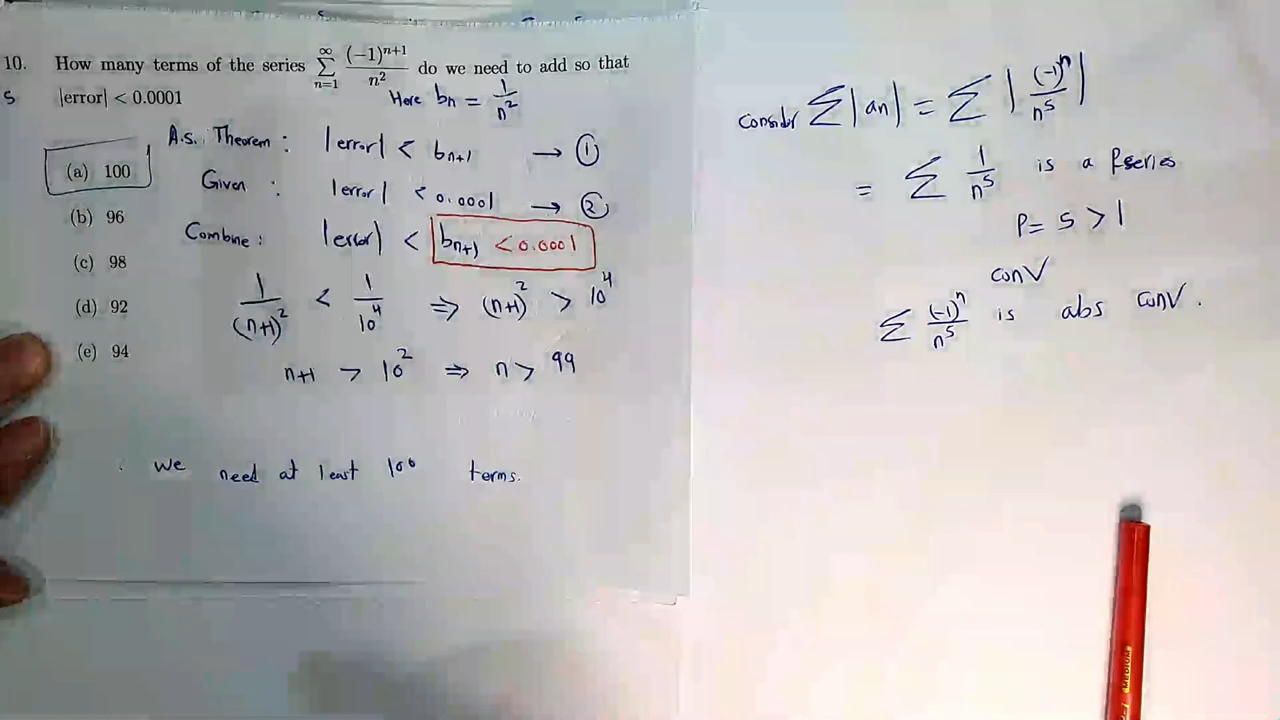 10. How many terms of the series ∞ Σ n=1 (-1)^{n+1} / n² do we need to add so that
5 |error| < 0.0001
Here bn = 1/n²
A.S. Theorem : |error| < b_{n+1} → ①
(a) 100
Given : |error| < 0.0001 → ②
(b) 96
Combine : |error| < b_{n+1} < 0.0001
(c) 98
1/(n+1)² < 1/10⁴ ⇒ (n+1)² > 10⁴
(d) 92
(e) 94
n+1 > 10² ⇒ n > 99
We need at least 100 terms.
Consider Σ |an| = Σ | (-1)^n / n⁵ |
= Σ 1/n⁵ is a Pseries
P = 5 > 1
conv
Σ (-1)^n / n⁵ is abs conv.